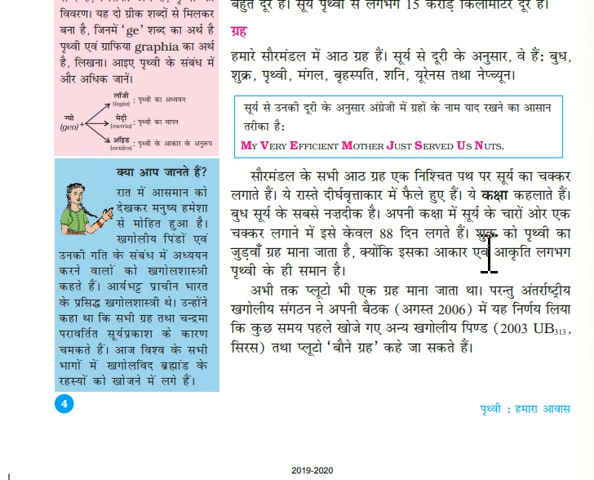 विवरण। यह दो ग्रीक शब्दों से मिलकर
बना है, जिनमें 'ge' शब्द का अर्थ है
पृथ्वी एवं ग्राफिया graphia का अर्थ
है, लिखना। आइए पृथ्वी के संबंध में
और अधिक जानें।
ज्यो
(geo)+
लॉजी
(logia) : पृथ्वी का अध्ययन
मेट्री
(metria) : पृथ्वी का मापन
ऑइड
(oeides) : पृथ्वी के आकार के अनुरूप
क्या आप जानते हैं?
रात में आसमान को
देखकर मनुष्य हमेशा
से मोहित हुआ है।
खगोलीय पिंडों एवं
उनकी गति के संबंध में अध्ययन
करने वालों को खगोलशास्त्री
कहते हैं। आर्यभट्ट प्राचीन भारत
के प्रसिद्ध खगोलशास्त्री थे। उन्होंने
कहा था कि सभी ग्रह तथा चन्द्रमा
परावर्तित सूर्यप्रकाश के कारण
चमकते हैं। आज विश्व के सभी
भागों में खगोलविद ब्रह्मांड के
रहस्यों को खोजने में लगे हैं।
4
बहुत दूर है। सूर्य पृथ्वी से लगभग 15 करोड़ किलोमीटर दूर है।
ग्रह
हमारे सौरमंडल में आठ ग्रह हैं। सूर्य से दूरी के अनुसार, वे हैं: बुध,
शुक्र, पृथ्वी, मंगल, बृहस्पति, शनि, यूरेनस तथा नेप्च्यून।
सूर्य से उनकी दूरी के अनुसार अंग्रेजी में ग्रहों के नाम याद रखने का आसान
तरीका है:
MY VERY EFFICIENT MOTHER JUST SERVED US NUTS.
सौरमंडल के सभी आठ ग्रह एक निश्चित पथ पर सूर्य का चक्कर
लगाते हैं। ये रास्ते दीर्घवृत्ताकार में फैले हुए हैं। ये कक्षा कहलाते हैं।
बुध सूर्य के सबसे नजदीक है। अपनी कक्षा में सूर्य के चारों ओर एक
चक्कर लगाने में इसे केवल 88 दिन लगते हैं। शुक्र को पृथ्वी का
जुड़वाँ ग्रह माना जाता है, क्योंकि इसका आकार एवं आकृति लगभग
पृथ्वी के ही समान है।
अभी तक प्लूटो भी एक ग्रह माना जाता था। परन्तु अंतर्राष्ट्रीय
खगोलीय संगठन ने अपनी बैठक (अगस्त 2006) में यह निर्णय लिया
कि कुछ समय पहले खोजे गए अन्य खगोलीय पिण्ड (2003 UB₃₁₃,
सिरस) तथा प्लूटो 'बौने ग्रह' कहे जा सकते हैं।
पृथ्वी : हमारा आवास
2019-2020